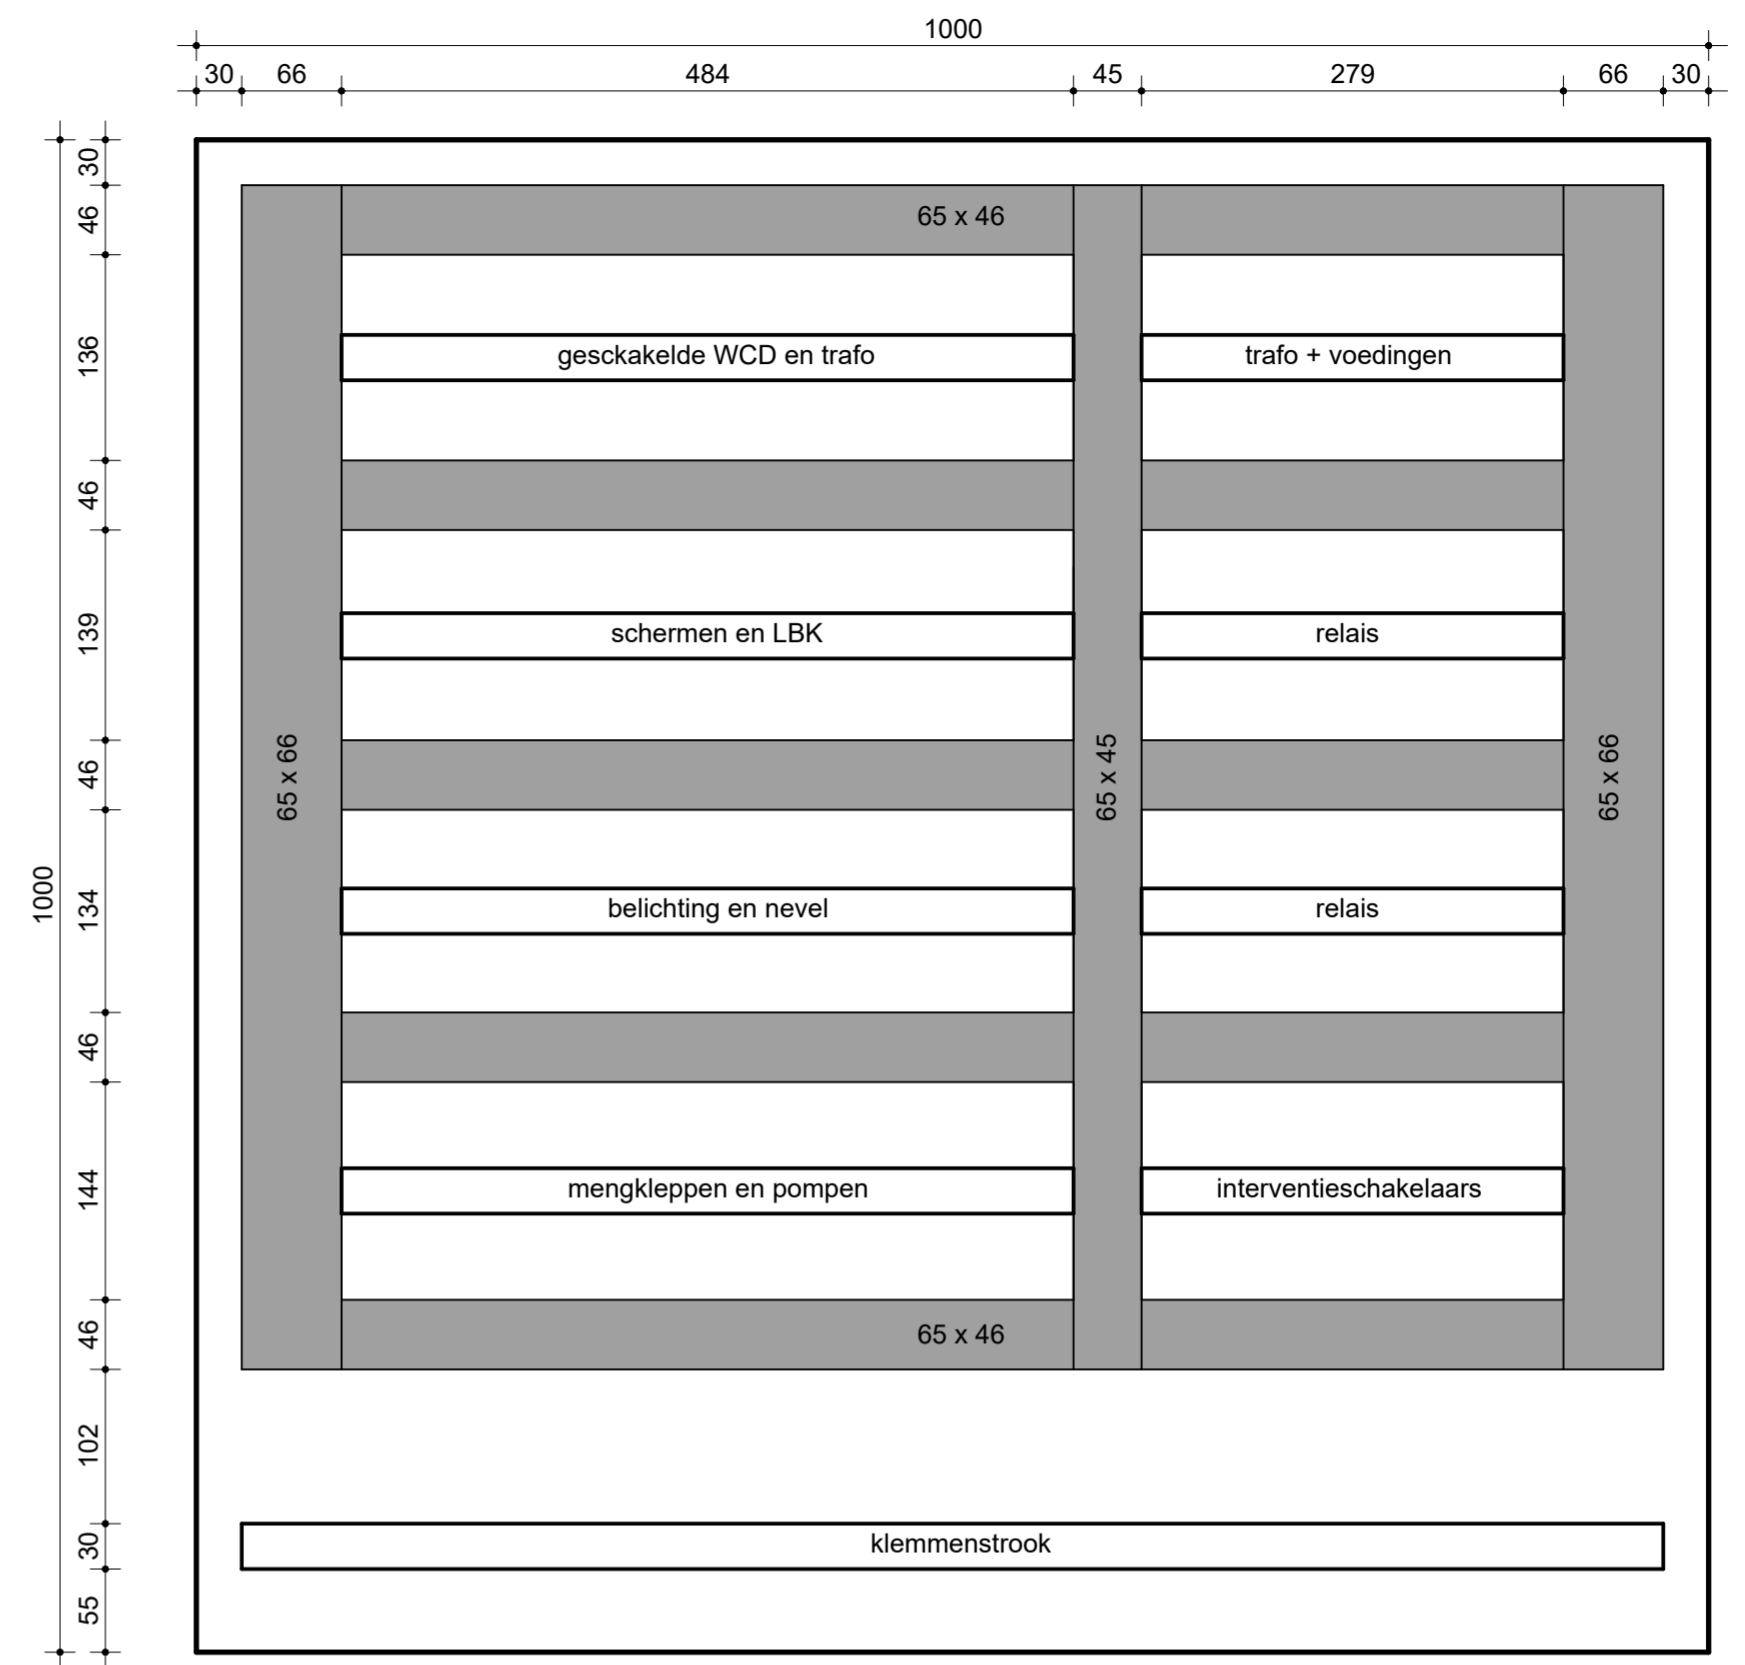 1000
30 66 484 45 279 66 30
30
46
65 x 46
136
gesckakelde WCD en trafo
trafo + voedingen
46
139
schermen en LBK
relais
46
65 x 66
65 x 45
65 x 66
1000
134
belichting en nevel
relais
46
144
mengkleppen en pompen
interventieschakelaars
46
65 x 46
102
30
klemmenstrook
55